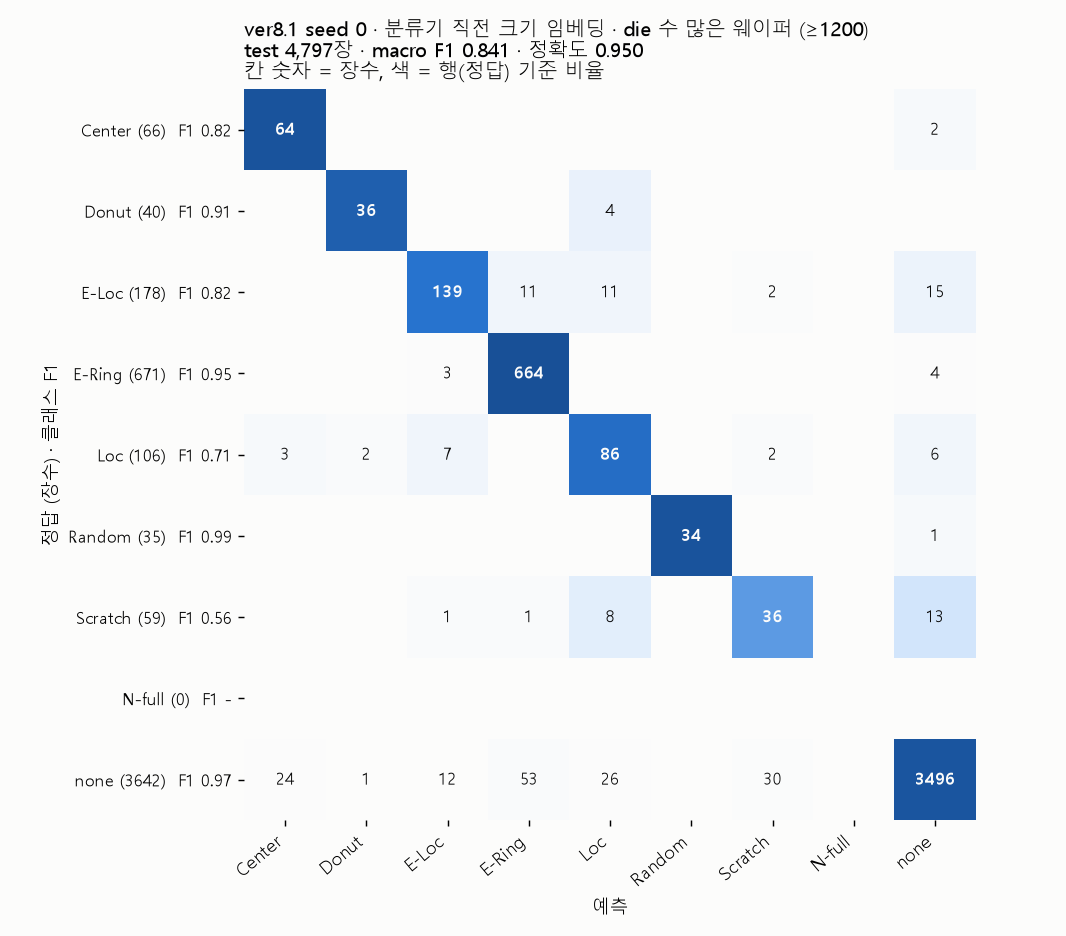 ver8.1 seed 0 · 분류기 직전 크기 임베딩 · die 수 많은 웨이퍼 (≥1200)
test 4,797장 · macro F1 0.841 · 정확도 0.950
칸 숫자 = 장수, 색 = 행(정답) 기준 비율
정답 (장수) · 클래스 F1
Center (66) F1 0.82 64 2
Donut (40) F1 0.91 36 4
E-Loc (178) F1 0.82 139 11 11 2 15
E-Ring (671) F1 0.95 3 664 4
Loc (106) F1 0.71 3 2 7 86 2 6
Random (35) F1 0.99 34 1
Scratch (59) F1 0.56 1 1 8 36 13
N-full (0) F1 -
none (3642) F1 0.97 24 1 12 53 26 30 3496
Center Donut E-Loc E-Ring Loc Random Scratch N-full none
예측